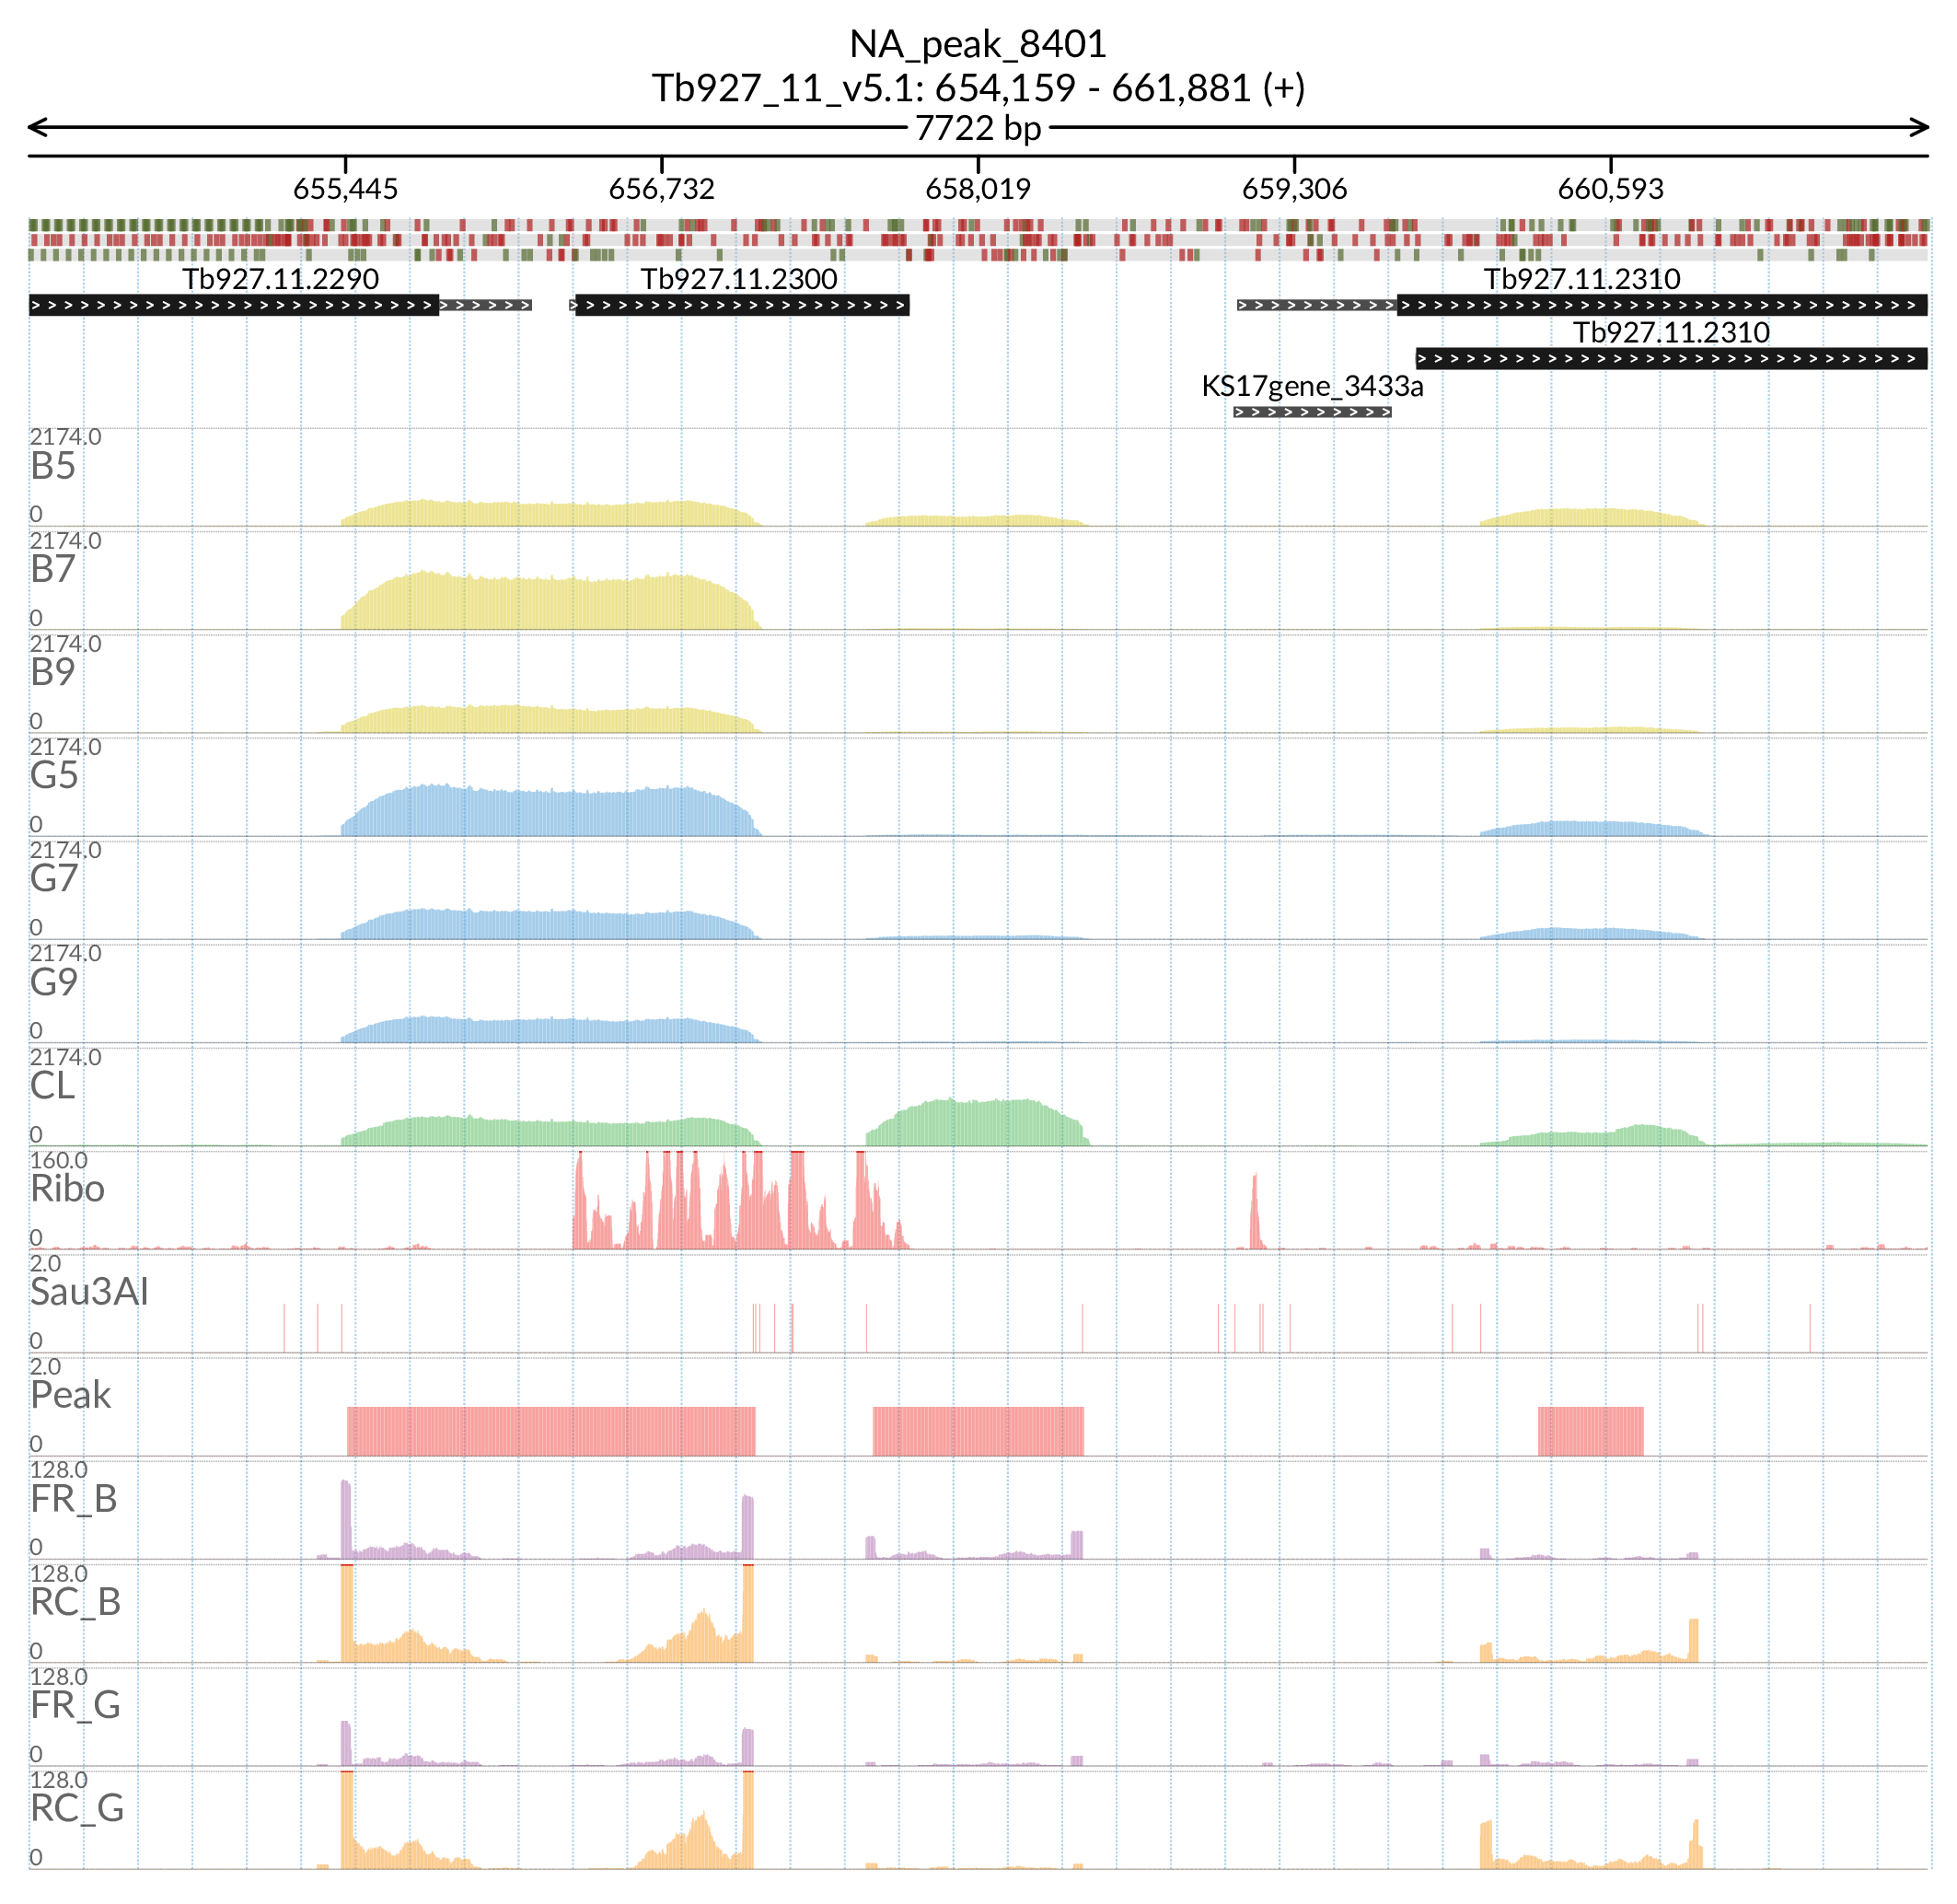 NA_peak_8401
Tb927_11_v5.1: 654,159 - 661,881 (+)
7722 bp
655,445 656,732 658,019 659,306 660,593
Tb927.11.2290 Tb927.11.2300 Tb927.11.2310
Tb927.11.2310
KS17gene_3433a
2174.0
B5
0
2174.0
B7
0
2174.0
B9
0
2174.0
G5
0
2174.0
G7
0
2174.0
G9
0
2174.0
CL
0
160.0
Ribo
0
2.0
Sau3AI
0
2.0
Peak
0
128.0
FR_B
0
128.0
RC_B
0
128.0
FR_G
0
128.0
RC_G
0